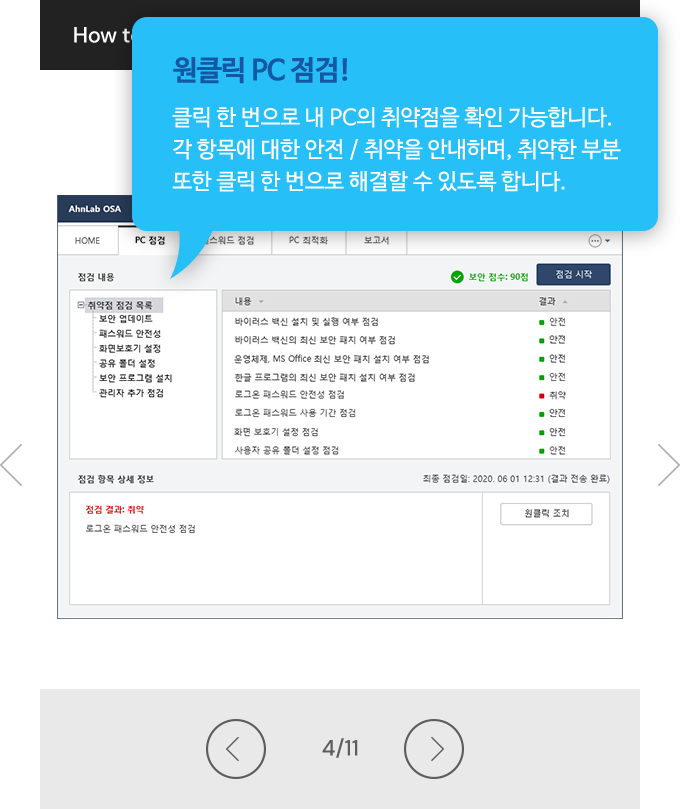 How to
원클릭 PC 점검!
클릭 한 번으로 내 PC의 취약점을 확인 가능합니다.
각 항목에 대한 안전 / 취약을 안내하며, 취약한 부분
또한 클릭 한 번으로 해결할 수 있도록 합니다.
AhnLab OSA
HOME PC 점검 스워드 점검 PC 최적화 보고서
점검 내용 보안 점수: 90점 점검 시작
취약점 점검 목록
보안 업데이트
패스워드 안전성
화면보호기 설정
공유 폴더 설정
보안 프로그램 설치
관리자 추가 점검
내용 결과
바이러스 백신 설치 및 실행 여부 점검 안전
바이러스 백신의 최신 보안 패치 여부 점검 안전
운영체제, MS Office 최신 보안 패치 설치 여부 점검 안전
한글 프로그램의 최신 보안 패치 설치 여부 점검 안전
로그온 패스워드 안전성 점검 취약
로그온 패스워드 사용 기간 점검 안전
화면 보호기 설정 점검 안전
사용자 공유 폴더 설정 점검 안전
점검 항목 상세 정보 최종 점검일: 2020. 06 01 12:31 (결과 전송 완료)
점검 결과: 취약
로그온 패스워드 안전성 점검
원클릭 조치
4/11